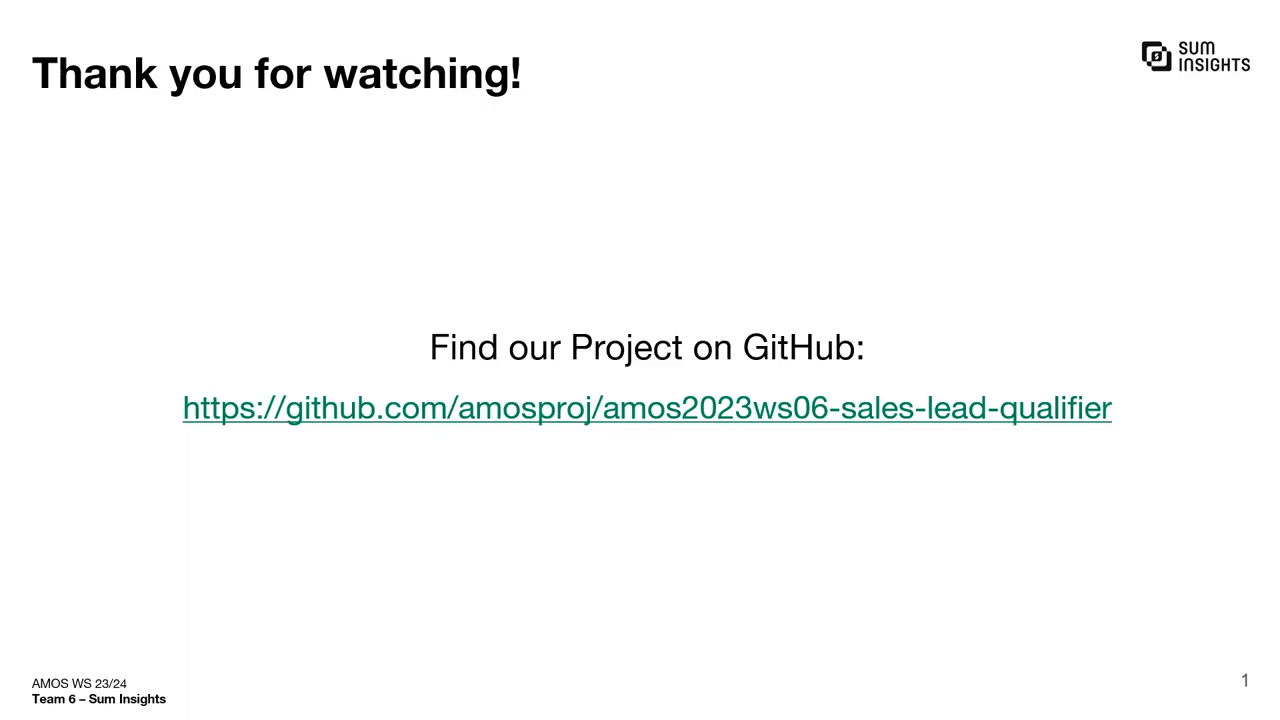 Thank you for watching!
SUM
INSIGHTS
Find our Project on GitHub:
https://github.com/amosproj/amos2023ws06-sales-lead-qualifier
AMOS WS 23/24
Team 6 – Sum Insights
1